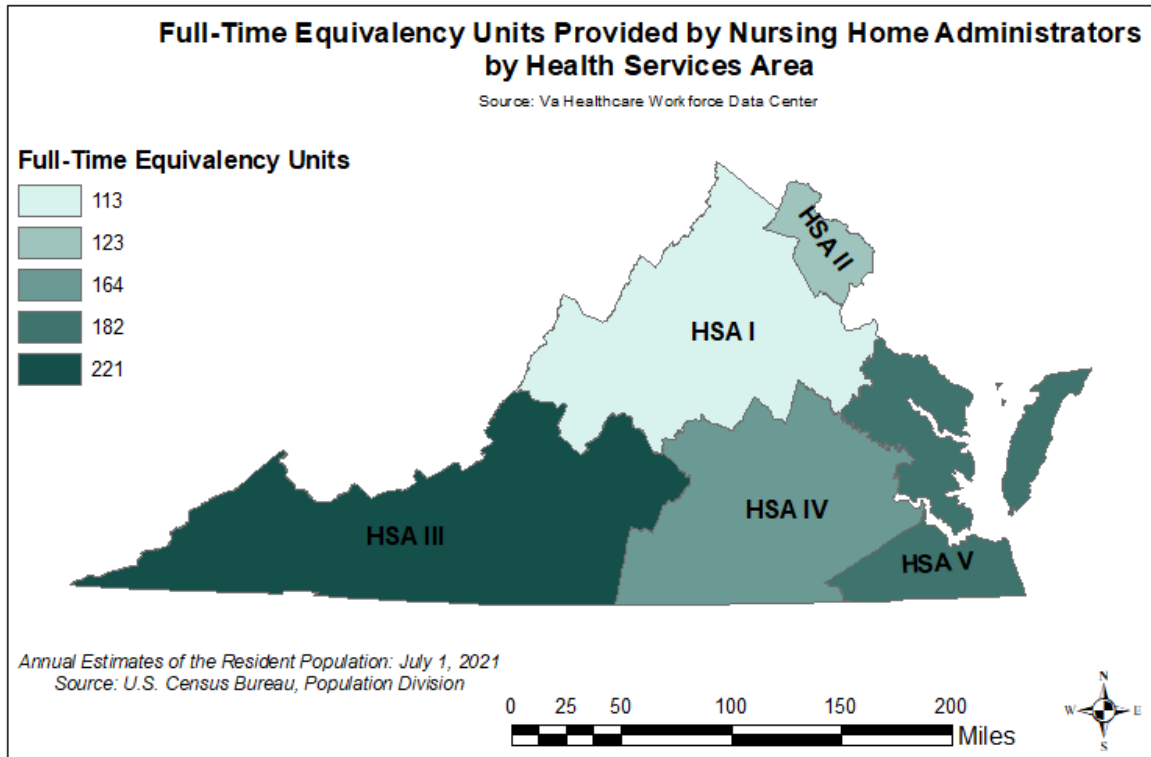 Full-Time Equivalency Units Provided by Nursing Home Administrators
by Health Services Area
Source: Va Healthcare Workforce Data Center
Full-Time Equivalency Units
113
123
164
182
221
HSA I
HSA II
HSA III
HSA IV
HSA V
Annual Estimates of the Resident Population: July 1, 2021
Source: U.S. Census Bureau, Population Division
0 25 50 100 150 200
Miles
N
W E
S